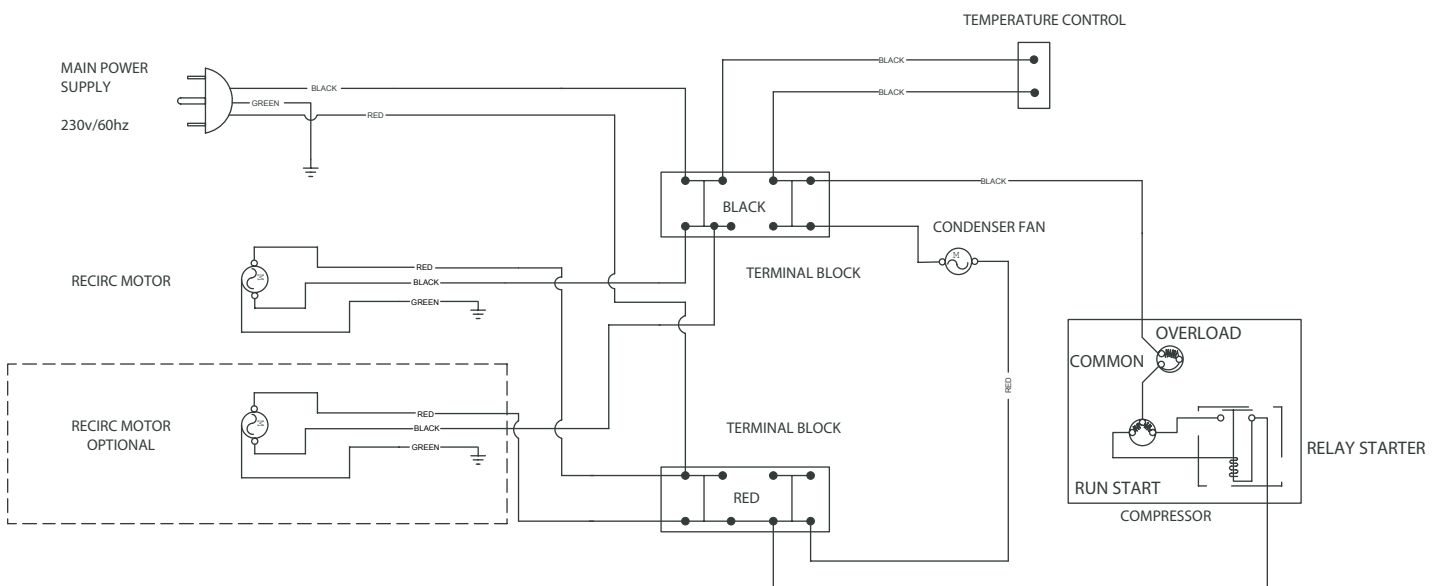 TEMPERATURE CONTROL
MAIN POWER
SUPPLY
230v/60hz
BLACK
GREEN
RED
BLACK
BLACK
BLACK
BLACK
CONDENSER FAN
M
TERMINAL BLOCK
RECIRC MOTOR
M
RED
BLACK
GREEN
OVERLOAD
COMMON
RED
RECIRC MOTOR
OPTIONAL
M
RED
BLACK
GREEN
TERMINAL BLOCK
RED
RELAY STARTER
RUN START
COMPRESSOR